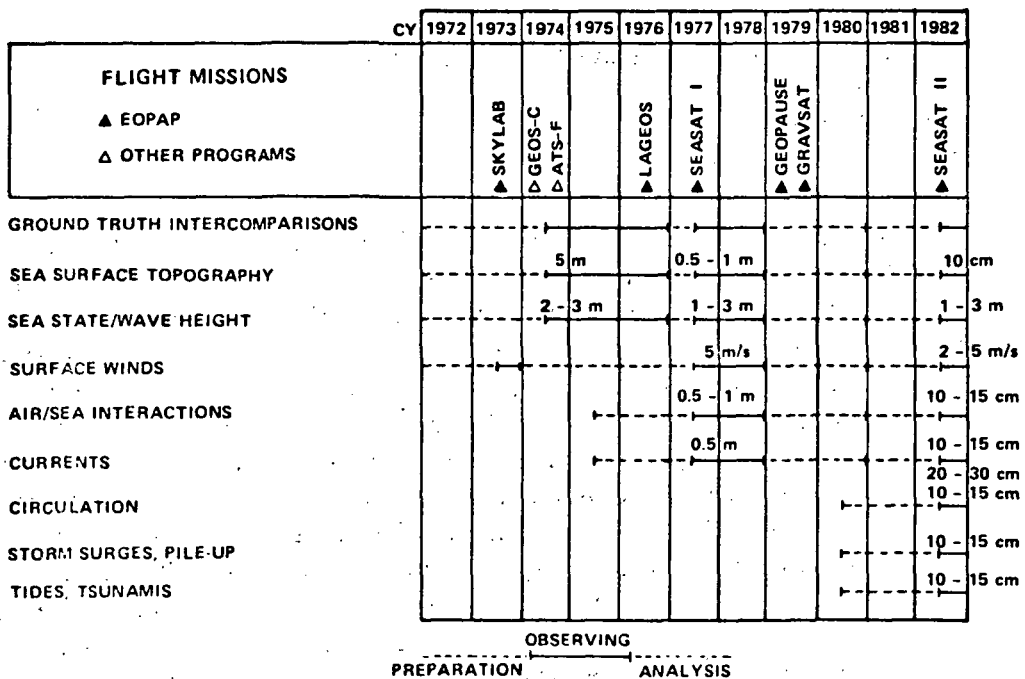 CY 1972 1973 1974 1975 1976 1977 1978 1979 1980 1981 1982
FLIGHT MISSIONS
▲ EOPAP
△ OTHER PROGRAMS
▲ SKYLAB
△ GEOS-C
△ ATS-F
▲ LAGEOS
▲ SEASAT I
▲ GEOPAUSE
▲ GRAVSAT
▲ SEASAT II
GROUND TRUTH INTERCOMPARISONS
SEA SURFACE TOPOGRAPHY 5 m 0.5 - 1 m 10 cm
SEA STATE/WAVE HEIGHT 2 - 3 m 1 - 3 m 1 - 3 m
SURFACE WINDS 5 m/s 2 - 5 m/s
AIR/SEA INTERACTIONS 0.5 - 1 m 10 - 15 cm
CURRENTS 0.5 m 10 - 15 cm
20 - 30 cm
CIRCULATION 10 - 15 cm
STORM SURGES, PILE-UP 10 - 15 cm
TIDES, TSUNAMIS 10 - 15 cm
OBSERVING
PREPARATION ANALYSIS